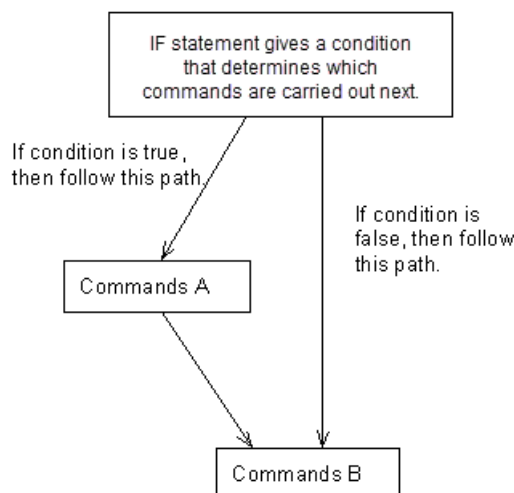 IF statement gives a condition
that determines which
commands are carried out next.
If condition is true,
then follow this path.
If condition is
false, then follow
this path.
Commands A
Commands B